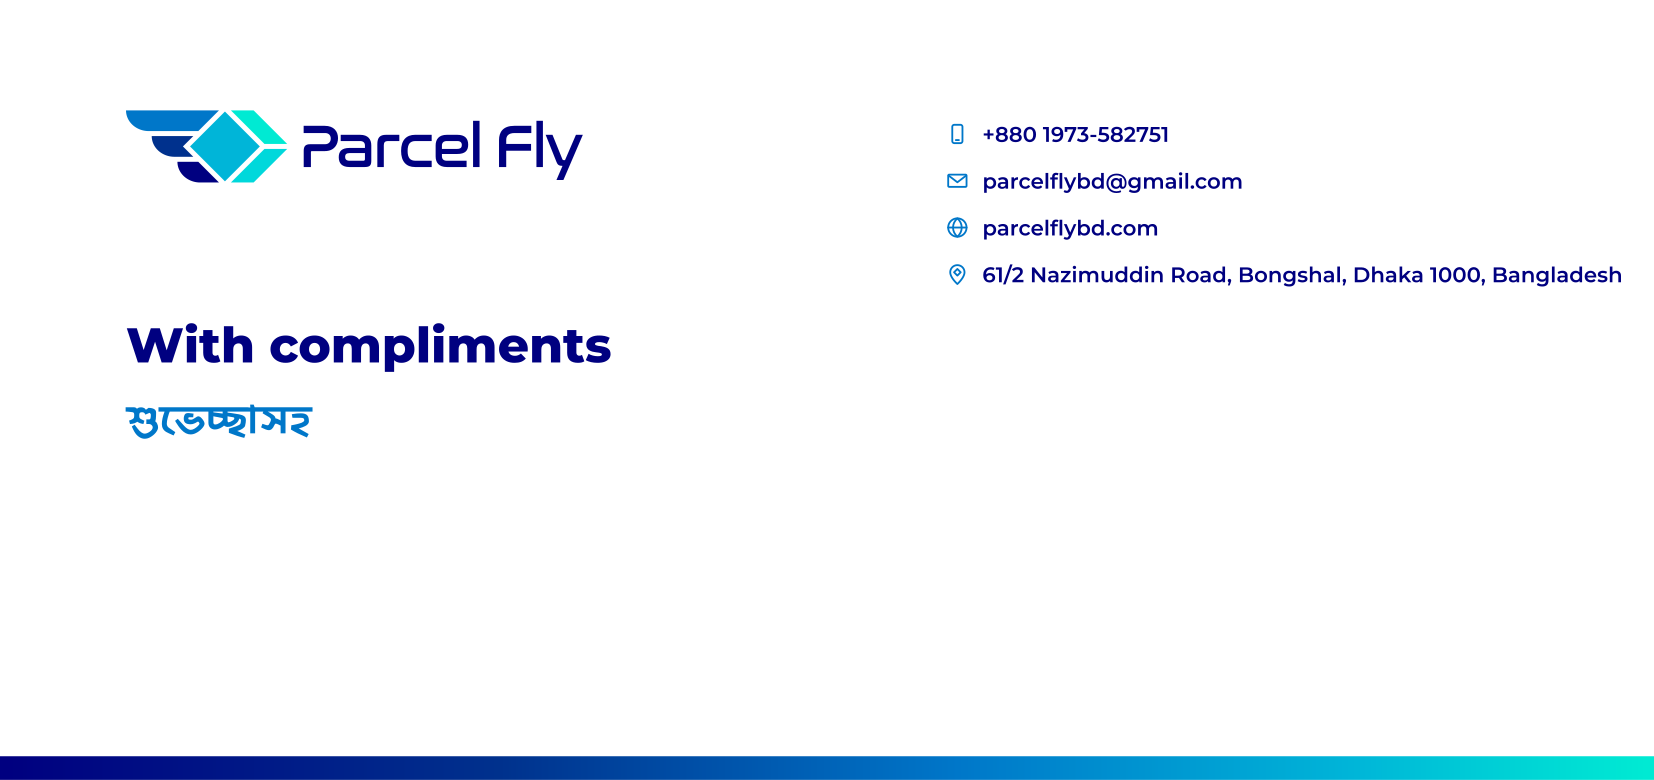 Parcel Fly
+880 1973-582751
parcelflybd@gmail.com
parcelflybd.com
61/2 Nazimuddin Road, Bongshal, Dhaka 1000, Bangladesh
With compliments
শুভেচ্ছাসহ